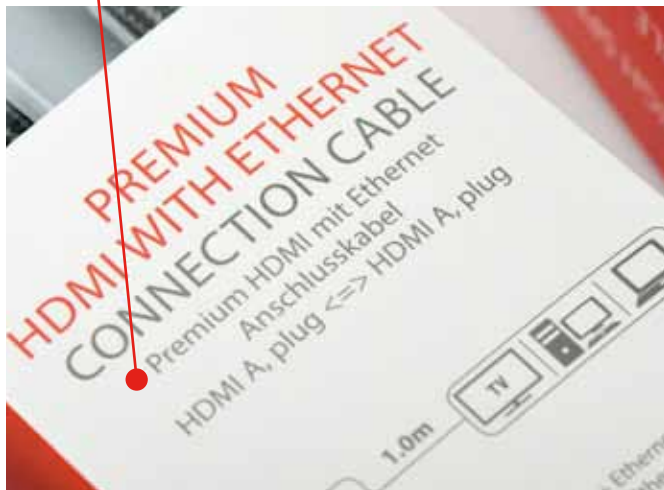 PREMIUM
HDMI WITH ETHERNET
CONNECTION CABLE
Premium HDMI mit Ethernet
Anschlusskabel
HDMI A, plug <=> HDMI A, plug
TV
1.0m